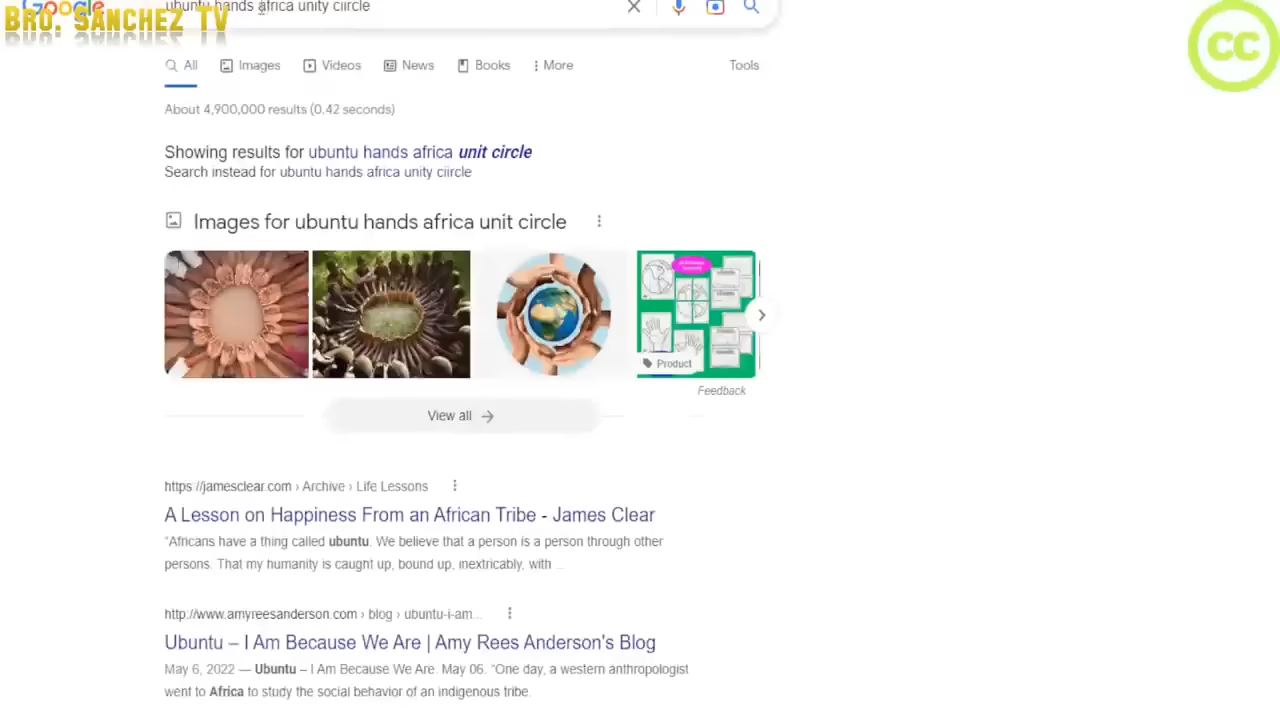 Google
ubuntu hands africa unity ciircle
BRO. SANCHEZ TV
CC
All Images Videos News Books More Tools
About 4,900,000 results (0.42 seconds)
Showing results for ubuntu hands africa unit circle
Search instead for ubuntu hands africa unity ciircle
Images for ubuntu hands africa unit circle
Product
Feedback
View all
https://jamesclear.com › Archive › Life Lessons
A Lesson on Happiness From an African Tribe - James Clear
"Africans have a thing called ubuntu. We believe that a person is a person through other
persons. That my humanity is caught up, bound up, inextricably, with ...
http://www.amyreesanderson.com › blog › ubuntu-i-am...
Ubuntu – I Am Because We Are | Amy Rees Anderson's Blog
May 6, 2022 — Ubuntu – I Am Because We Are. May 06. "One day, a western anthropologist
went to Africa to study the social behavior of an indigenous tribe.